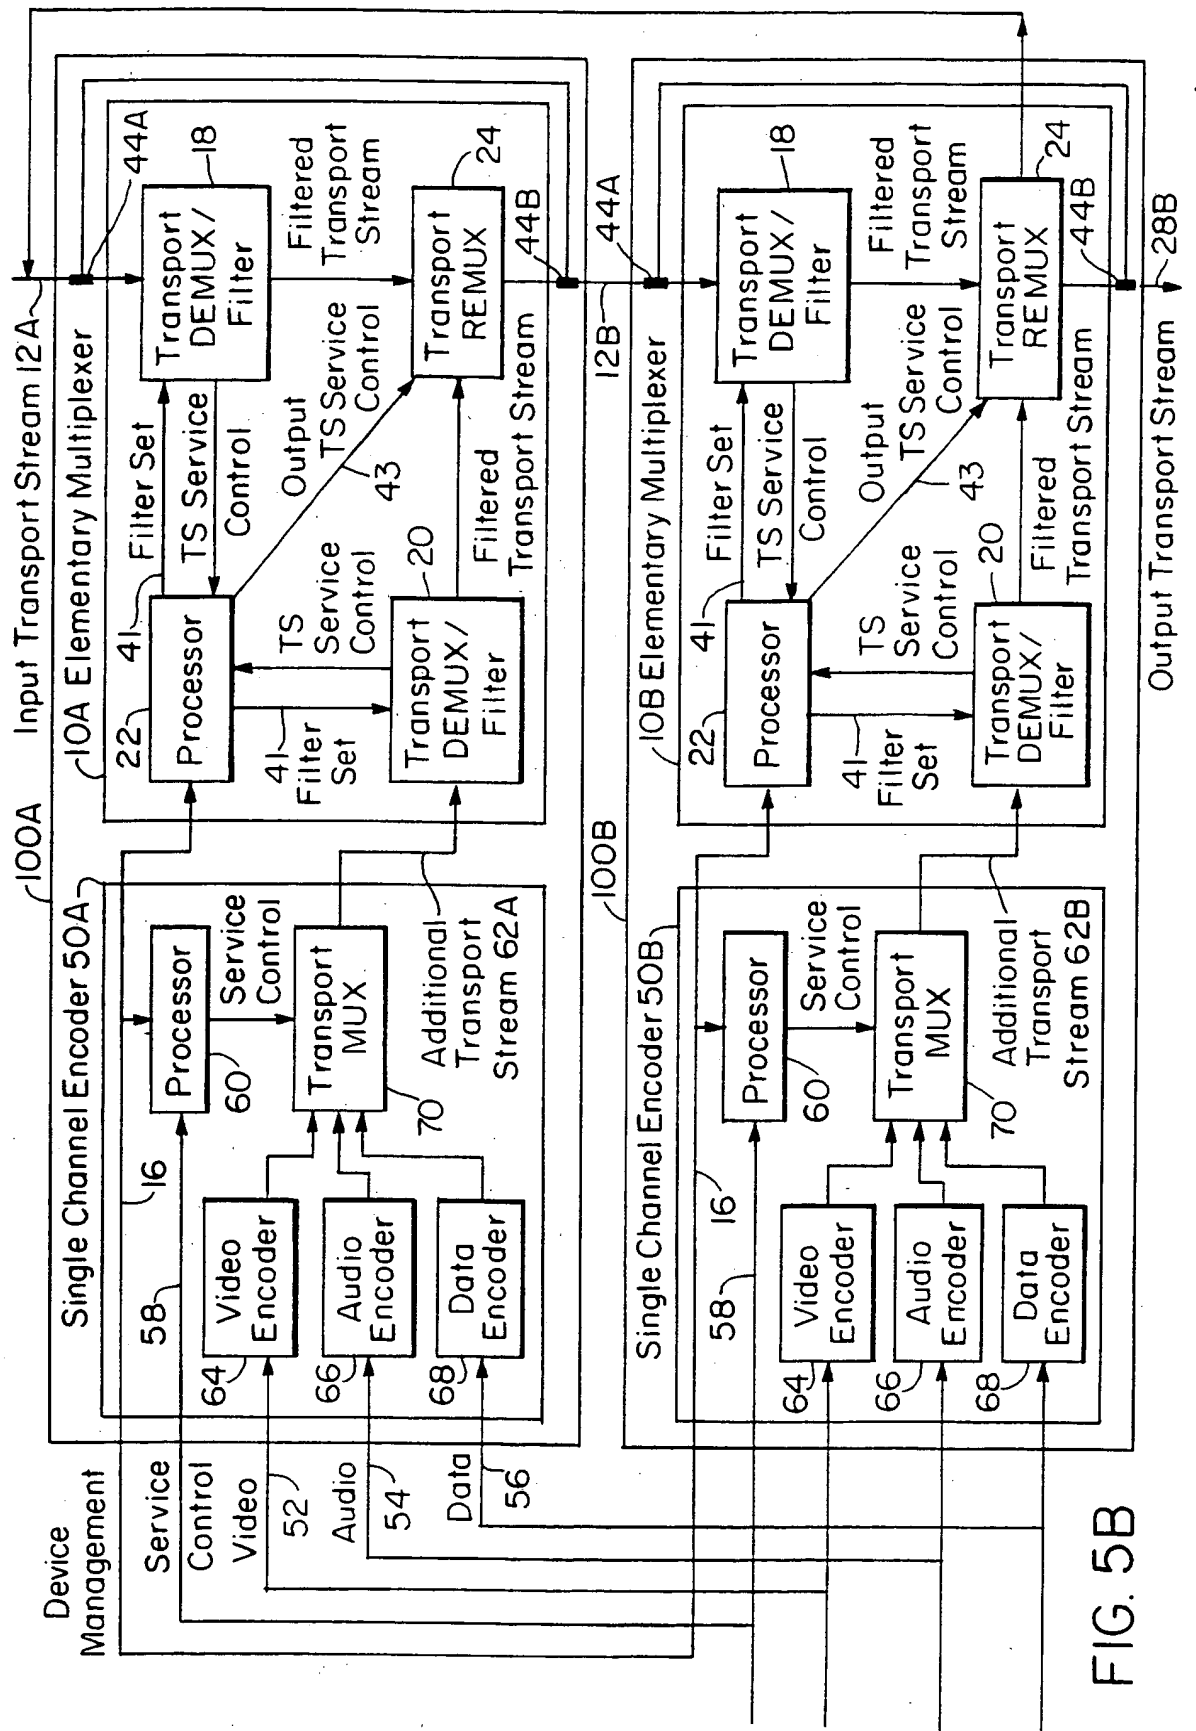 Input Transport Stream 12A
100A
10A Elementary Multiplexer
44A
Single Channel Encoder 50A
Device
Management
16
58
Service
Control
Processor
60
Service
Control
22
Processor
41
Filter Set
TS Service
Control
Transport
DEMUX/
Filter
18
Video
52
64
Video
Encoder
Audio
54
66
Audio
Encoder
Data
56
68
Data
Encoder
Transport
MUX
70
Additional
Transport
Stream 62A
41
Filter
Set
TS
Service
Control
Output
TS Service
Control
43
Filtered
Transport
Stream
20
Transport
DEMUX/
Filter
Filtered
Transport Stream
Transport
REMUX
24
44B
12B
44A
100B
10B Elementary Multiplexer
Single Channel Encoder 50B
16
58
Processor
60
Service
Control
22
Processor
41
Filter Set
TS Service
Control
Transport
DEMUX/
Filter
18
64
Video
Encoder
66
Audio
Encoder
68
Data
Encoder
Transport
MUX
70
Additional
Transport
Stream 62B
41
Filter
Set
TS
Service
Control
Output
TS Service
Control
43
Filtered
Transport
Stream
20
Transport
DEMUX/
Filter
Filtered
Transport Stream
Transport
REMUX
24
44B
28B
Output Transport Stream
FIG. 5B